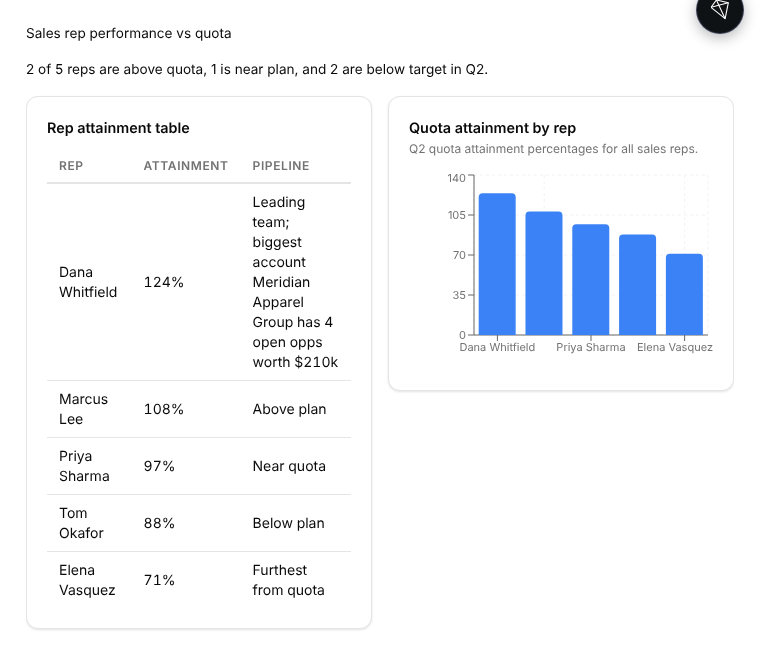 Sales rep performance vs quota
2 of 5 reps are above quota, 1 is near plan, and 2 are below target in Q2.
Rep attainment table
REP ATTAINMENT PIPELINE
Dana
Whitfield
124%
Leading
team;
biggest
account
Meridian
Apparel
Group has 4
open opps
worth $210k
Marcus
Lee
108%
Above plan
Priya
Sharma
97%
Near quota
Tom
Okafor
88%
Below plan
Elena
Vasquez
71%
Furthest
from quota
Quota attainment by rep
Q2 quota attainment percentages for all sales reps.
140
105
70
35
0
Dana Whitfield Priya Sharma Elena Vasquez